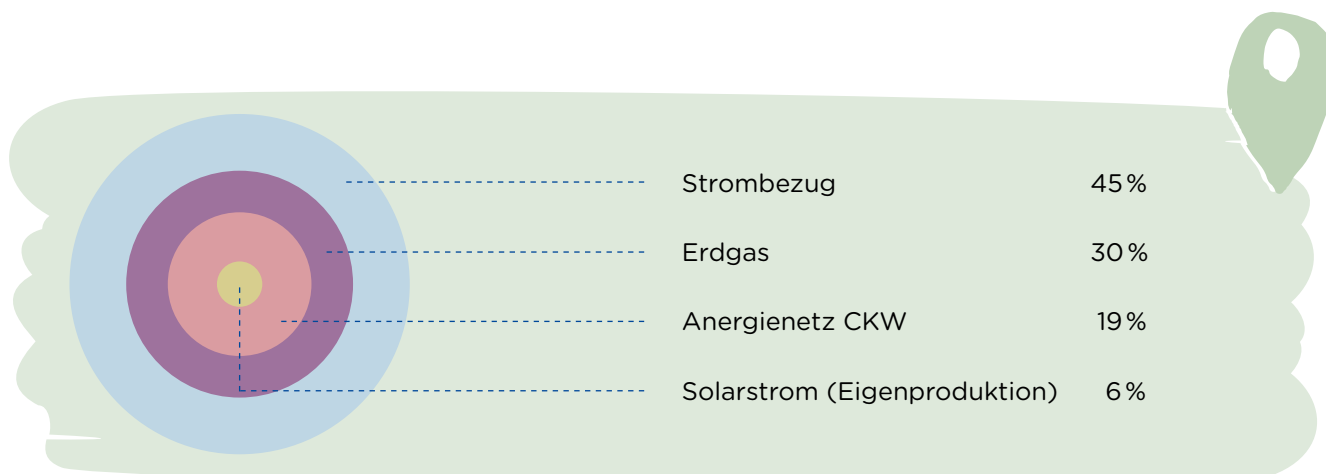 Strombezug 45 %
Erdgas 30 %
Anergienetz CKW 19 %
Solarstrom (Eigenproduktion) 6 %